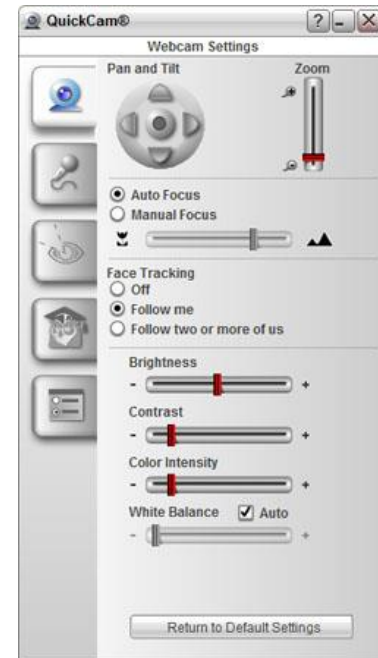 QuickCam®
Webcam Settings
Pan and Tilt Zoom
Auto Focus
Manual Focus
Face Tracking
Off
Follow me
Follow two or more of us
Brightness
- +
Contrast
- +
Color Intensity
- +
White Balance Auto
- +
Return to Default Settings